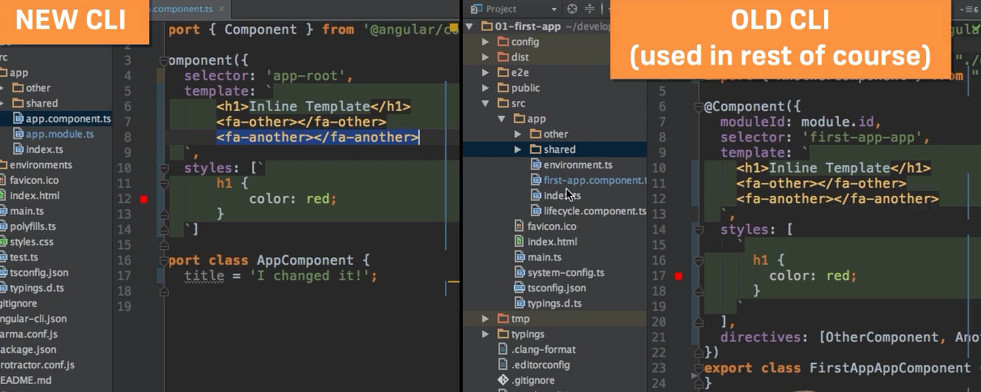 NEW CLI
.component.ts ×
app
other
shared
app.component.ts
app.module.ts
index.ts
environments
favicon.ico
index.html
main.ts
polyfills.ts
styles.css
test.ts
tsconfig.json
typings.d.ts
gitignore
angular-cli.json
karma.conf.js
package.json
protractor.conf.js
README.md
port { Component } from '@angular/co
3 omponent({
4 selector: 'app-root',
5 template: `
6 <h1>Inline Template</h1>
7 <fa-other></fa-other>
8 <fa-another></fa-another>
9 `,
10 styles: [`
11 h1 {
12 color: red;
13 }
14 `]
15
16 port class AppComponent {
17 title = 'I changed it!';
18
19
Project
01-first-app ~/develop
config
dist
e2e
public
src
app
other
shared
environment.ts
first-app.component.t
index.ts
lifecycle.component.ts
favicon.ico
index.html
main.ts
system-config.ts
tsconfig.json
typings.d.ts
tmp
typings
.clang-format
.editorconfig
.gitignore
OLD CLI
(used in rest of course)
5
6 @Component({
7 moduleId: module.id,
8 selector: 'first-app-app',
9 template: `
10 <h1>Inline Template</h1>
11 <fa-other></fa-other>
12 <fa-another></fa-another>
13 `,
14 styles: [
15 `
16 h1 {
17 color: red;
18 }
19 `
20 ],
21 directives: [OtherComponent, Ano
22 })
23 export class FirstAppAppComponent
24 }